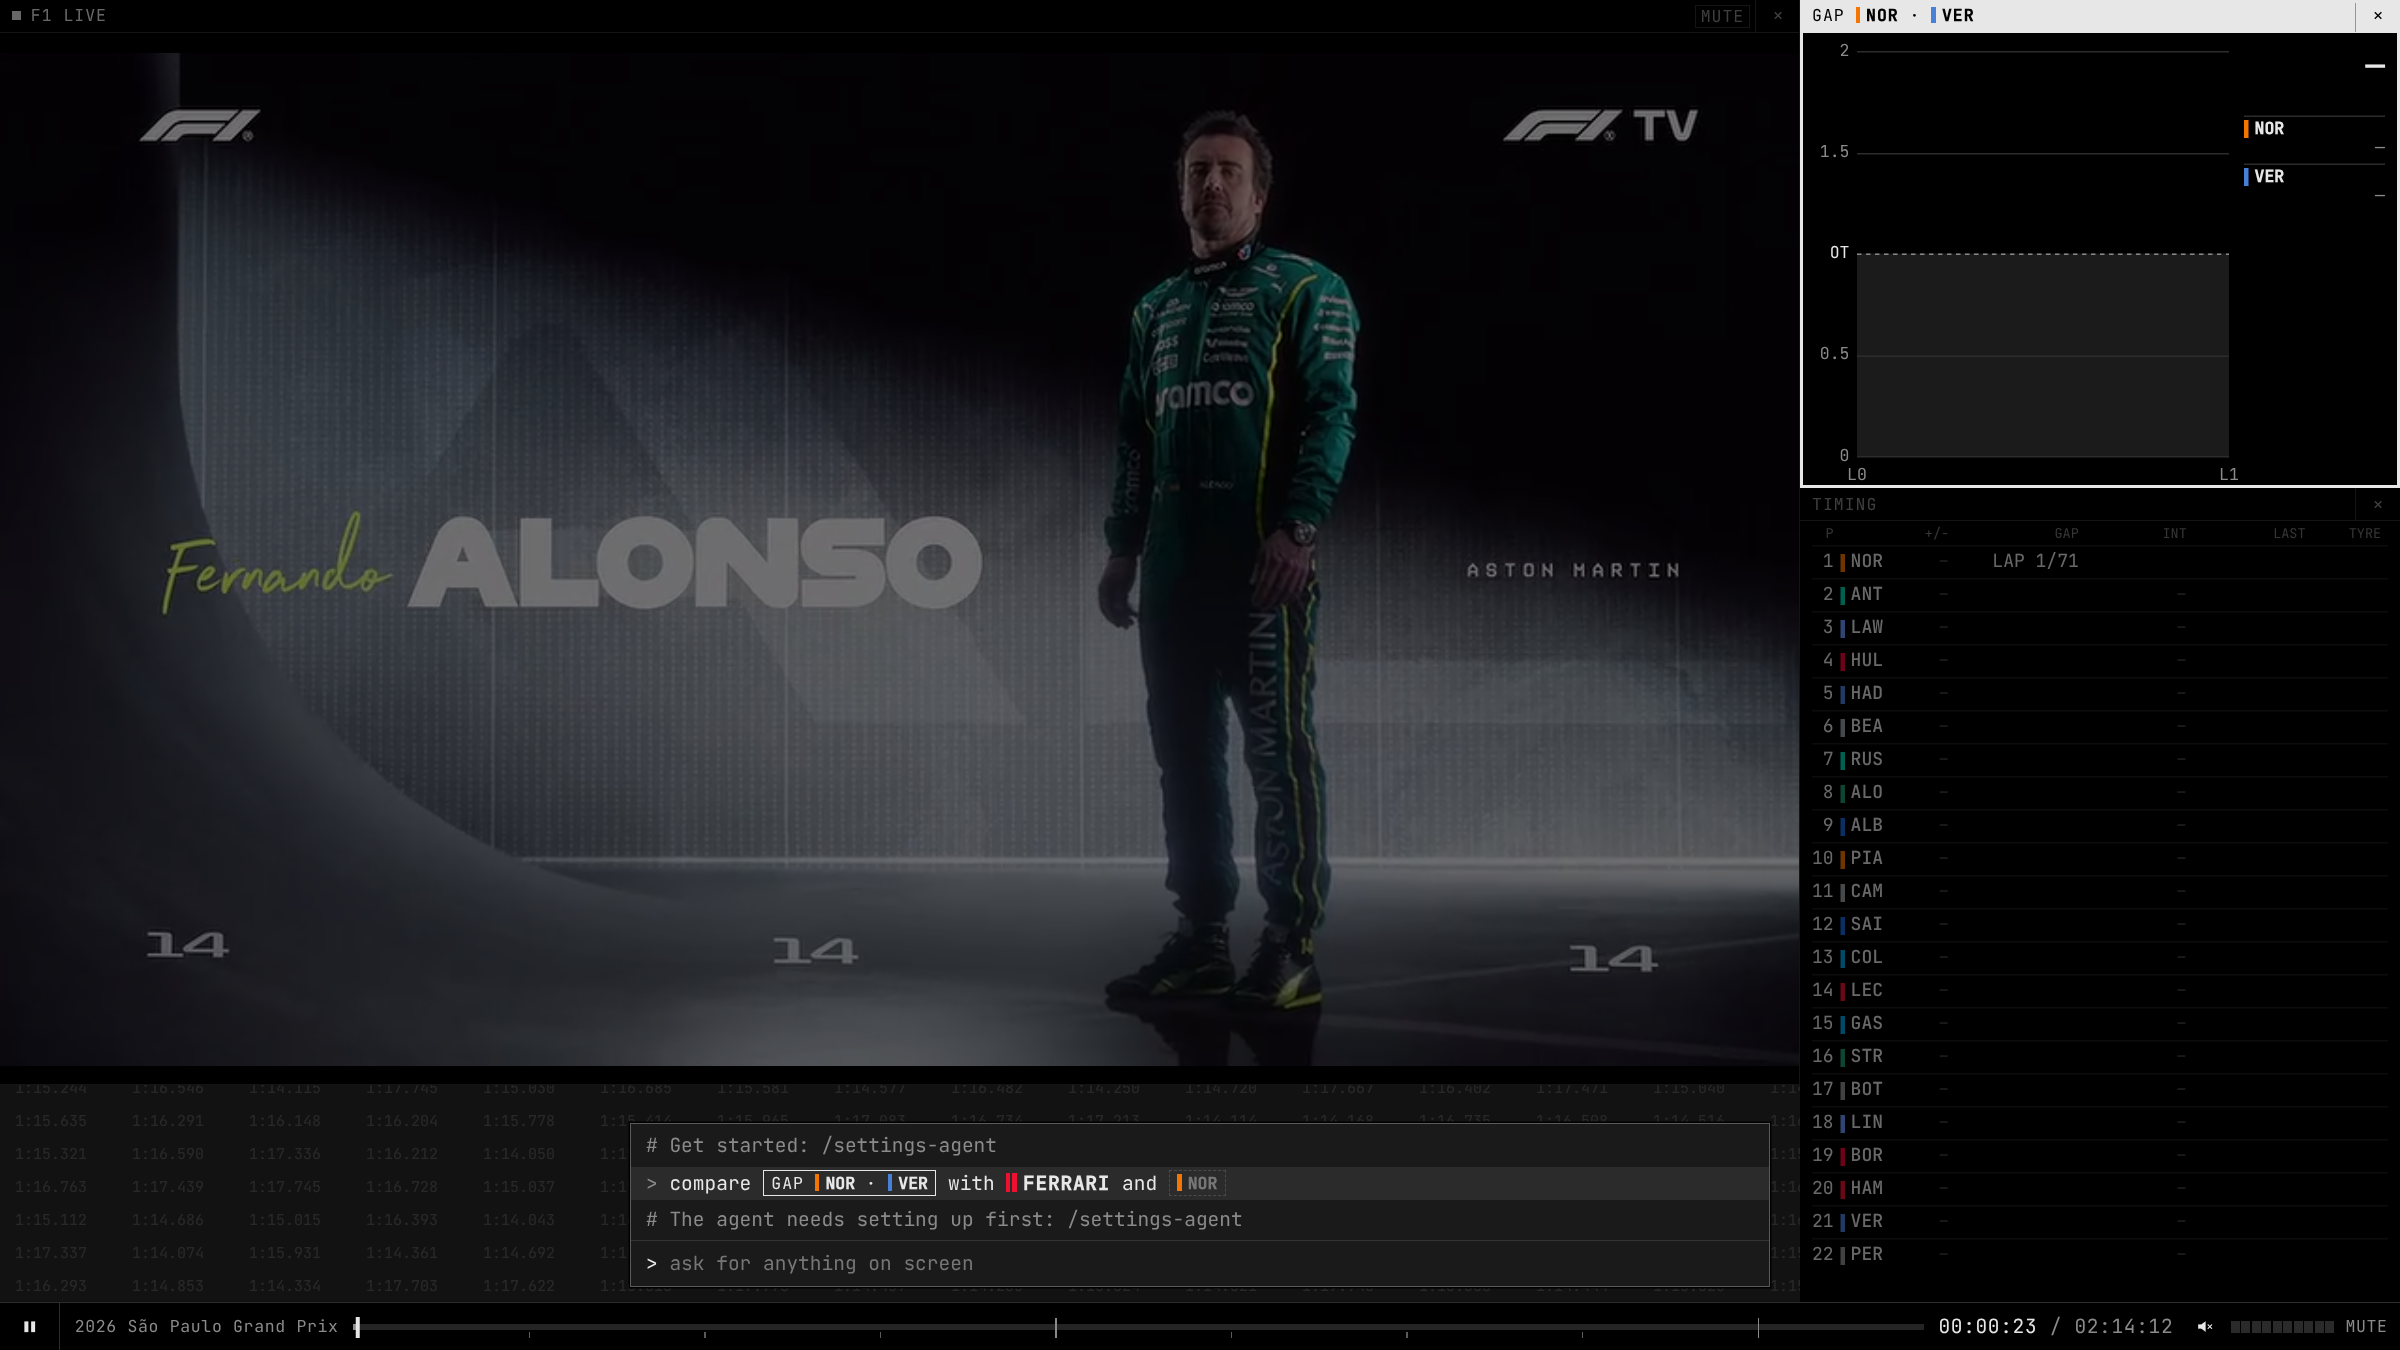 F1 LIVE
MUTE ×
F1
F1 TV
Fernando ALONSO
ASTON MARTIN
aramco
ASTON MARTIN
14 14 14
GAP NOR · VER ×
2
1.5
OT
0.5
0
L0 L1
—
NOR
—
VER
—
TIMING ×
P +/- GAP INT LAST TYRE
1 NOR – LAP 1/71
2 ANT – –
3 LAW – –
4 HUL – –
5 HAD – –
6 BEA – –
7 RUS – –
8 ALO – –
9 ALB – –
10 PIA – –
11 CAM – –
12 SAI – –
13 COL – –
14 LEC – –
15 GAS – –
16 STR – –
17 BOT – –
18 LIN – –
19 BOR – –
20 HAM – –
21 VER – –
22 PER – –
1:15.635 1:16.291 1:16.148 1:16.204 1:15.778
1:15.321 1:16.590 1:17.336 1:16.212 1:14.050
1:16.763 1:17.439 1:17.745 1:16.728 1:15.037
1:15.112 1:14.686 1:15.015 1:16.393 1:14.043
1:17.337 1:14.074 1:15.931 1:14.361 1:14.692
1:16.293 1:14.853 1:14.334 1:17.703 1:17.622
# Get started: /settings-agent
> compare GAP NOR · VER with FERRARI and NOR
# The agent needs setting up first: /settings-agent
> ask for anything on screen
2026 São Paulo Grand Prix
00:00:23 / 02:14:12 MUTE